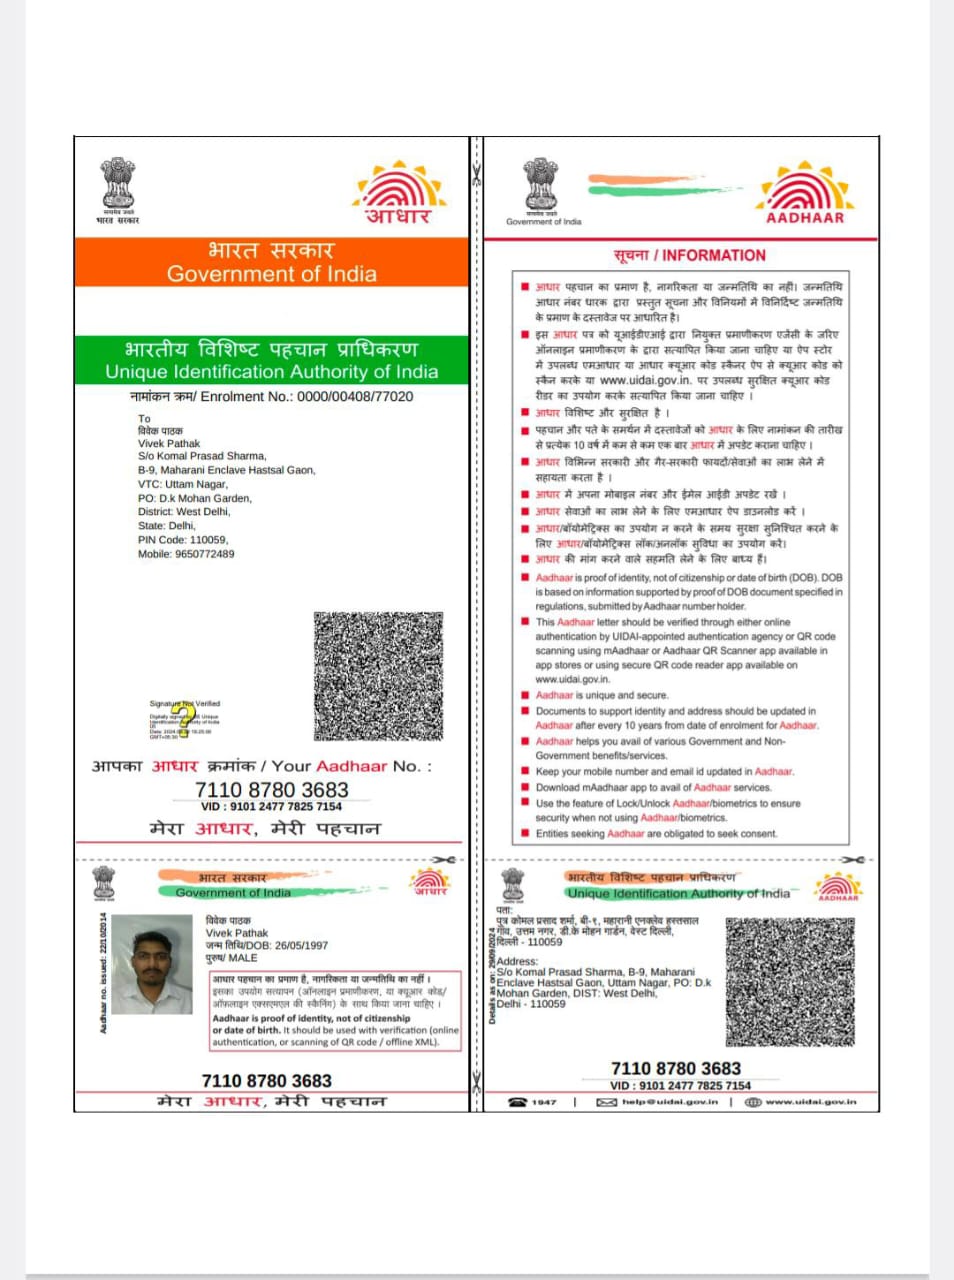 सत्यमेव जयते
भारत सरकार
आधार
भारत सरकार
Government of India
भारतीय विशिष्ट पहचान प्राधिकरण
Unique Identification Authority of India
नामांकन क्रम/ Enrolment No.: 0000/00408/77020
To
विवेक पाठक
Vivek Pathak
S/o Komal Prasad Sharma,
B-9, Maharani Enclave Hastsal Gaon,
VTC: Uttam Nagar,
PO: D.k Mohan Garden,
District: West Delhi,
State: Delhi,
PIN Code: 110059,
Mobile: 9650772489
Signature Not Verified
Digitally signed by DS Unique
Identification Authority of India
05
GMT+05:30
आपका आधार क्रमांक / Your Aadhaar No. :
7110 8780 3683
VID : 9101 2477 7825 7154
मेरा आधार, मेरी पहचान
भारत सरकार
Government of India
आधार
Aadhaar no. issued: 22/10/2014
विवेक पाठक
Vivek Pathak
जन्म तिथि/DOB: 26/05/1997
पुरुष/ MALE
आधार पहचान का प्रमाण है, नागरिकता या जन्मतिथि का नहीं ।
इसका उपयोग सत्यापन (ऑनलाइन प्रमाणीकरण, या क्यूआर कोड/
ऑफ़लाइन एक्सएमएल की स्कैनिंग) के साथ किया जाना चाहिए ।
Aadhaar is proof of identity, not of citizenship
or date of birth. It should be used with verification (online
authentication, or scanning of QR code / offline XML).
7110 8780 3683
मेरा आधार, मेरी पहचान
सत्यमेव जयते
Government of India
AADHAAR
सूचना / INFORMATION
आधार पहचान का प्रमाण है, नागरिकता या जन्मतिथि का नहीं। जन्मतिथि
आधार नंबर धारक द्वारा प्रस्तुत सूचना और विनियमों में विनिर्दिष्ट जन्मतिथि
के प्रमाण के दस्तावेज पर आधारित है।
इस आधार पत्र को यूआईडीएआई द्वारा नियुक्त प्रमाणीकरण एजेंसी के जरिए
ऑनलाइन प्रमाणीकरण के द्वारा सत्यापित किया जाना चाहिए या ऐप स्टोर
में उपलब्ध एमआधार या आधार क्यूआर कोड स्कैनर ऐप से क्यूआर कोड को
स्कैन करके या www.uidai.gov.in. पर उपलब्ध सुरक्षित क्यूआर कोड
रीडर का उपयोग करके सत्यापित किया जाना चाहिए ।
आधार विशिष्ट और सुरक्षित है ।
पहचान और पते के समर्थन में दस्तावेजों को आधार के लिए नामांकन की तारीख
से प्रत्येक 10 वर्ष में कम से कम एक बार आधार में अपडेट कराना चाहिए ।
आधार विभिन्न सरकारी और गैर-सरकारी फायदों/सेवाओं का लाभ लेने में
सहायता करता है ।
आधार में अपना मोबाइल नंबर और ईमेल आईडी अपडेट रखें ।
आधार सेवाओं का लाभ लेने के लिए एमआधार ऐप डाउनलोड करें ।
आधार/बॉयोमेट्रिक्स का उपयोग न करने के समय सुरक्षा सुनिश्चित करने के
लिए आधार/बॉयोमेट्रिक्स लॉक/अनलॉक सुविधा का उपयोग करें।
आधार की मांग करने वाले सहमति लेने के लिए बाध्य हैं।
Aadhaar is proof of identity, not of citizenship or date of birth (DOB). DOB
is based on information supported by proof of DOB document specified in
regulations, submitted by Aadhaar number holder.
This Aadhaar letter should be verified through either online
authentication by UIDAI-appointed authentication agency or QR code
scanning using mAadhaar or Aadhaar QR Scanner app available in
app stores or using secure QR code reader app available on
www.uidai.gov.in.
Aadhaar is unique and secure.
Documents to support identity and address should be updated in
Aadhaar after every 10 years from date of enrolment for Aadhaar.
Aadhaar helps you avail of various Government and Non-
Government benefits/services.
Keep your mobile number and email id updated in Aadhaar.
Download mAadhaar app to avail of Aadhaar services.
Use the feature of Lock/Unlock Aadhaar/biometrics to ensure
security when not using Aadhaar/biometrics.
Entities seeking Aadhaar are obligated to seek consent.
भारतीय विशिष्ट पहचान प्राधिकरण
Unique Identification Authority of India
AADHAAR
Details as on: 29/09/2024
पता:
पुत्र कोमल प्रसाद शर्मा, बी-९, महारानी एनक्लेव हस्तसाल
गाँव, उत्तम नगर, डी.के मोहन गार्डन, वेस्ट दिल्ली,
दिल्ली - 110059
Address:
S/o Komal Prasad Sharma, B-9, Maharani
Enclave Hastsal Gaon, Uttam Nagar, PO: D.k
Mohan Garden, DIST: West Delhi,
Delhi - 110059
7110 8780 3683
VID : 9101 2477 7825 7154
1947 | help@uidai.gov.in | www.uidai.gov.in